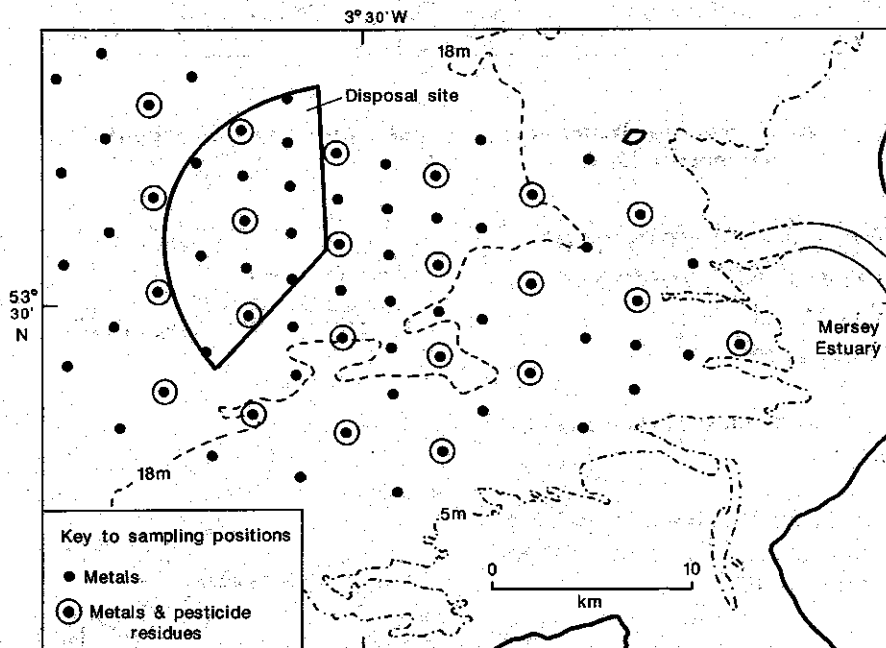 3° 30' W
18m
Disposal site
53°
30'
N
Mersey
Estuary
18m
5m
Key to sampling positions
Metals
Metals & pesticide
residues
0 10
km